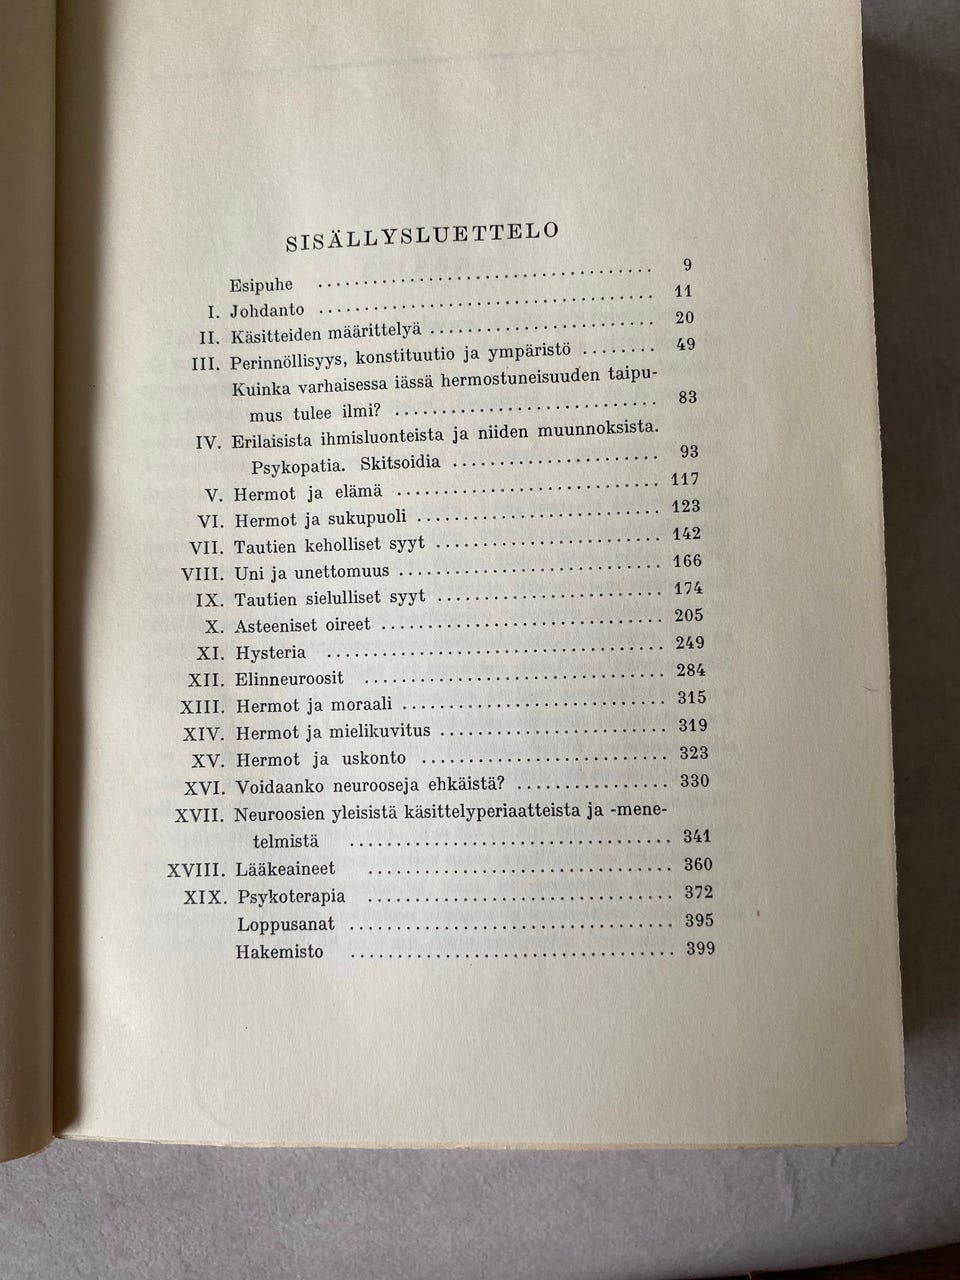 SISÄLLYSLUETTELO
Esipuhe .................................... 9
I. Johdanto .................................... 11
II. Käsitteiden määrittelyä ........................ 20
III. Perinnöllisyys, konstituutio ja ympäristö ........ 49
Kuinka varhaisessa iässä hermostuneisuuden taipu-
mus tulee ilmi? ............................ 83
IV. Erilaisista ihmisluonteista ja niiden muunnoksista.
Psykopatia. Skitsoidia ...................... 93
V. Hermot ja elämä ............................ 117
VI. Hermot ja sukupuoli .......................... 123
VII. Tautien keholliset syyt ........................ 142
VIII. Uni ja unettomuus ............................ 166
IX. Tautien sielulliset syyt ........................ 174
X. Asteeniset oireet .............................. 205
XI. Hysteria .................................... 249
XII. Elinneuroosit ................................ 284
XIII. Hermot ja moraali ............................ 315
XIV. Hermot ja mielikuvitus ........................ 319
XV. Hermot ja uskonto .......................... 323
XVI. Voidaanko neurooseja ehkäistä? ................ 330
XVII. Neuroosien yleisistä käsittelyperiaatteista ja -mene-
telmistä .................................. 341
XVIII. Lääkeaineet ................................ 360
XIX. Psykoterapia ................................ 372
Loppusanat .................................. 395
Hakemisto .................................. 399